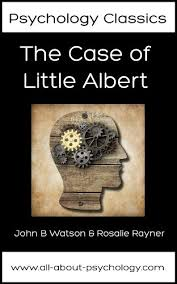 Psychology Classics
The Case of
Little Albert
John B Watson & Rosalie Rayner
www.all-about-psychology.com